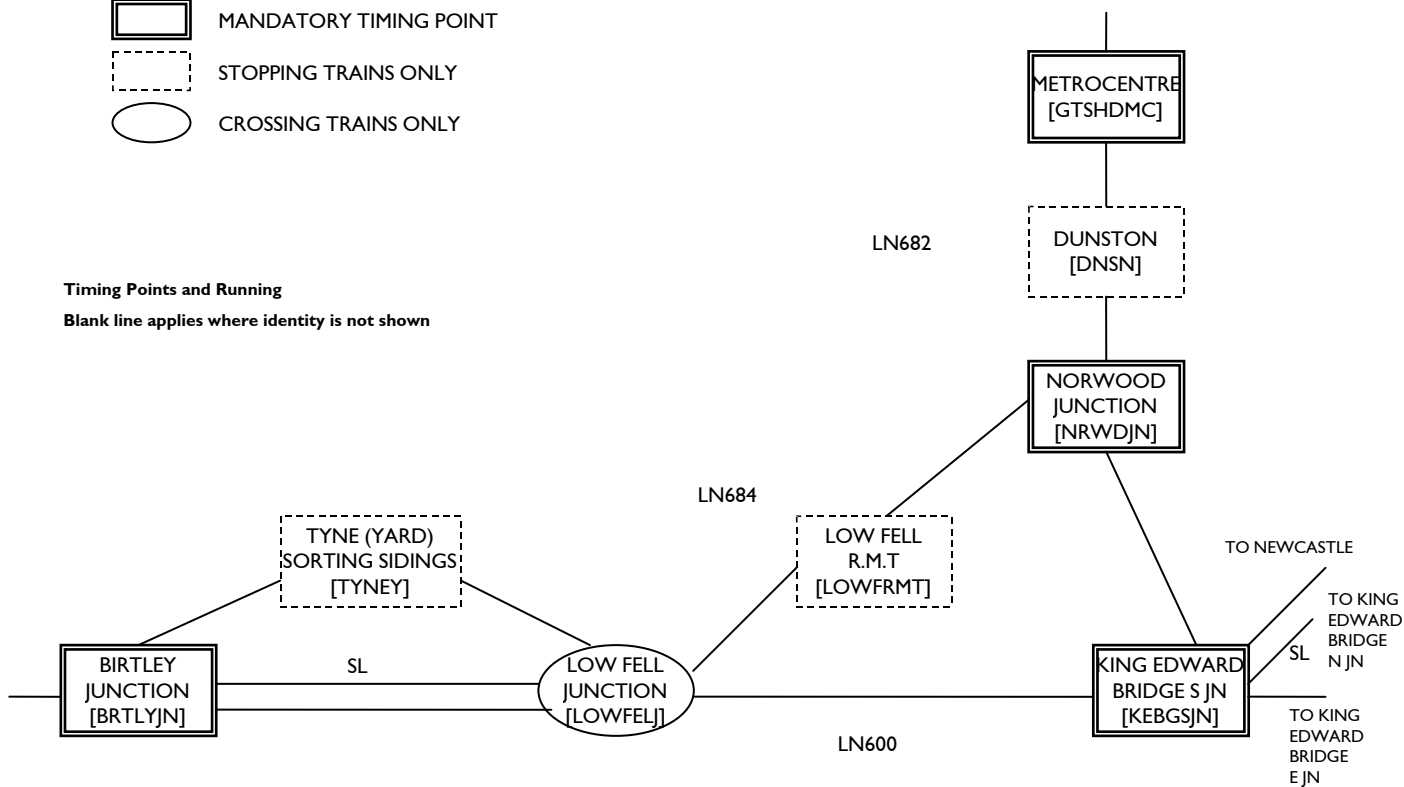 MANDATORY TIMING POINT
STOPPING TRAINS ONLY
CROSSING TRAINS ONLY
METROCENTRE
[GTSHDMC]
LN682
DUNSTON
[DNSN]
Timing Points and Running
Blank line applies where identity is not shown
NORWOOD
JUNCTION
[NRWDJN]
LN684
TYNE (YARD)
SORTING SIDINGS
[TYNEY]
LOW FELL
R.M.T
[LOWFRMT]
TO NEWCASTLE
TO KING
EDWARD
BRIDGE
N JN
SL
BIRTLEY
JUNCTION
[BRTLYJN]
SL
LOW FELL
JUNCTION
[LOWFELJ]
KING EDWARD
BRIDGE S JN
[KEBGSJN]
LN600
TO KING
EDWARD
BRIDGE
E JN